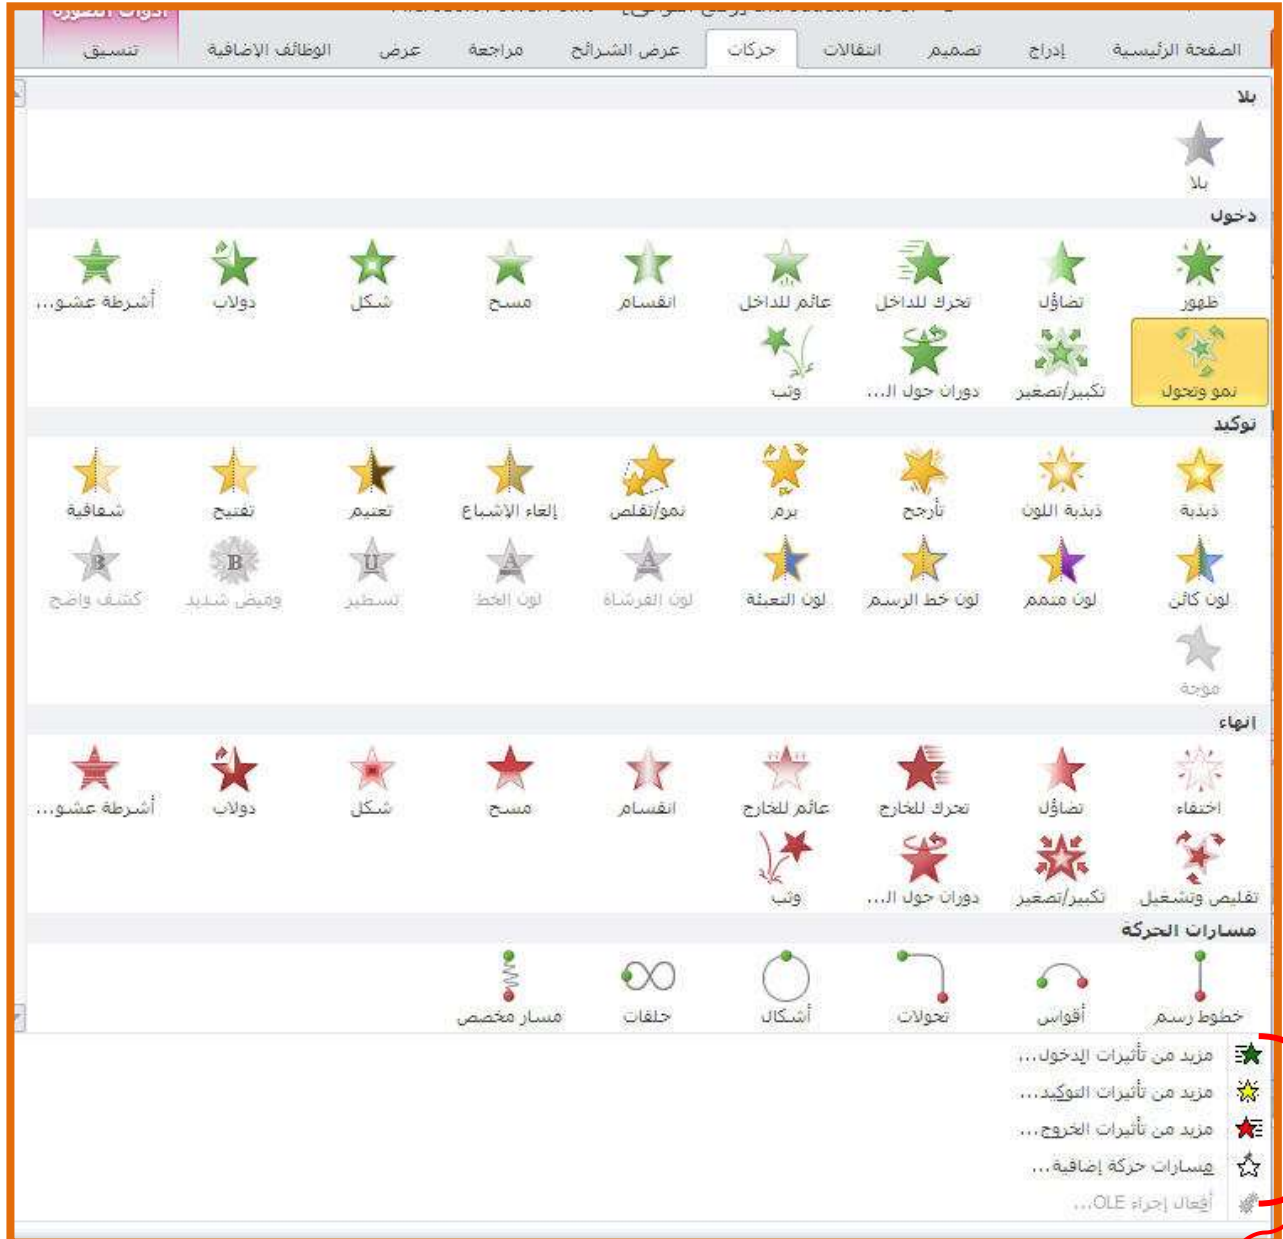 أدوات الصورة
الصفحة الرئيسية إدراج تصميم انتقالات حركات عرض الشرائح مراجعة عرض الوظائف الإضافية تنسيق
بلا
بلا
دخول
ظهور تضاؤل تحرك للداخل عائم للداخل انقسام مسح شكل دولاب أشرطة عشو...
نمو وتحول تكبير/تصغير دوران حول ال... وثب
توكيد
ذبذبة ذبذبة اللون تأرجح برم نمو/تقلص إلغاء الإشباع تعتيم تفتيح شفافية
لون كائن لون متمم لون خط الرسم لون التعبئة لون الفرشاة لون الخط تسطير وميض شديد كشف واضح
موجة
انهاء
اختفاء تضاؤل تحرك للخارج عائم للخارج انقسام مسح شكل دولاب أشرطة عشو...
تقليص وتشغيل تكبير/تصغير دوران حول ال... وثب
مسارات الحركة
خطوط رسم أقواس تحولات أشكال حلقات مسار مخصص
مزيد من تأثيرات الدخول...
مزيد من تأثيرات التوكيد...
مزيد من تأثيرات الخروج...
مسارات حركة إضافية...
أفعال إجراء OLE...